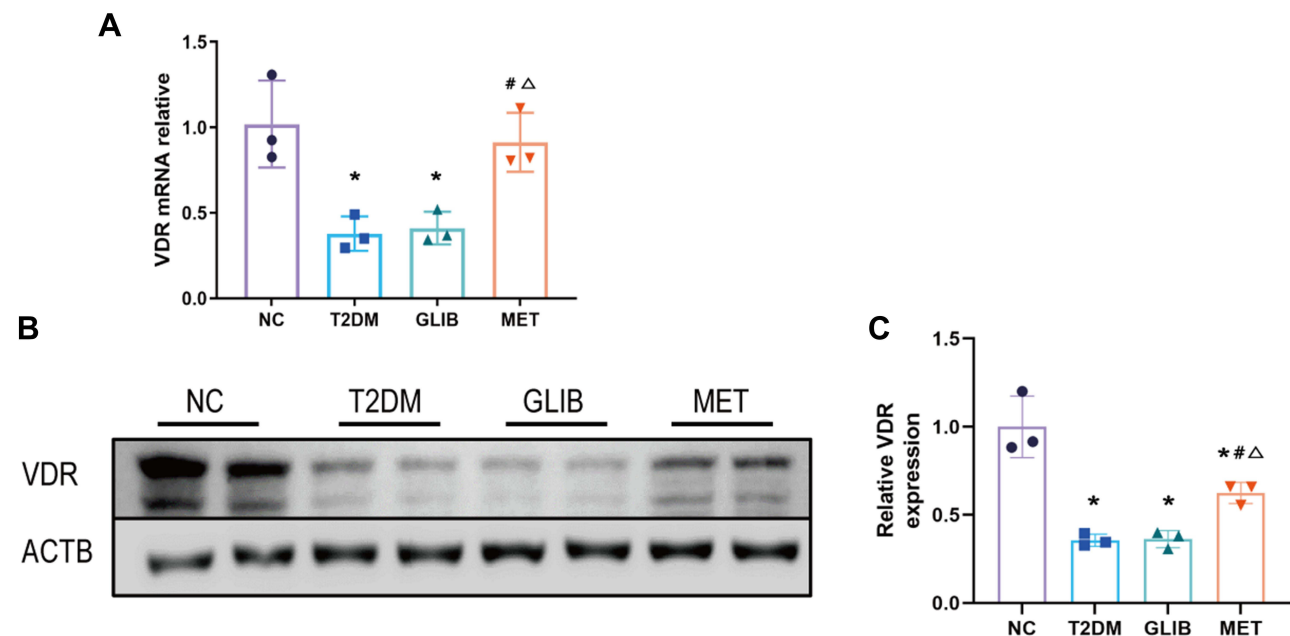 A
1.5
1.0
0.5
0.0
VDR mRNA relative
*
*
# △
NC T2DM GLIB MET
B
NC T2DM GLIB MET
VDR
ACTB
C
1.5
1.0
0.5
0.0
Relative VDR
expression
*
*
*#△
NC T2DM GLIB MET